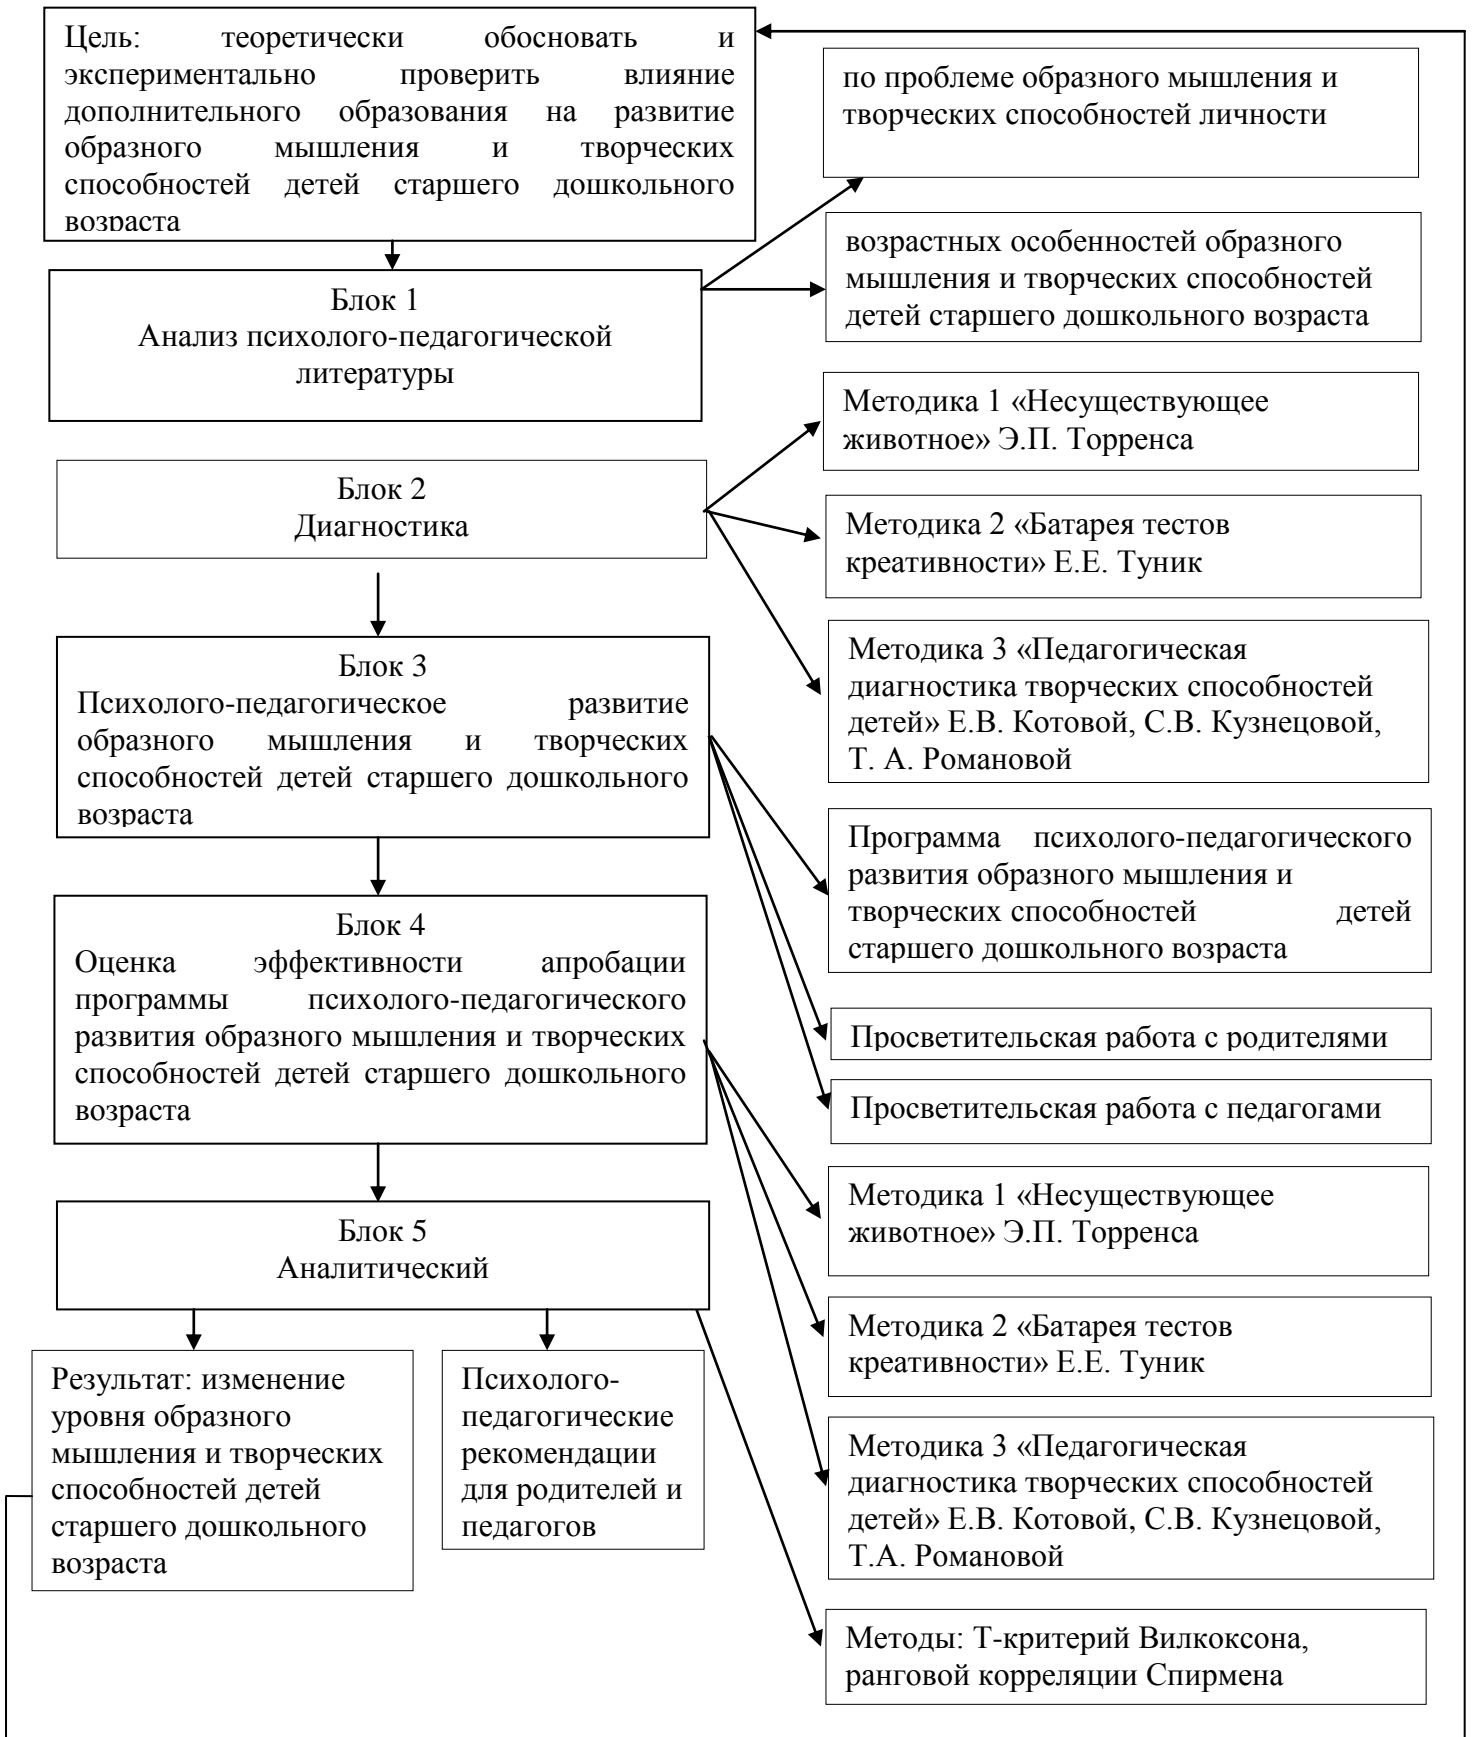 Цель: теоретически обосновать и
экспериментально проверить влияние
дополнительного образования на развитие
образного мышления и творческих
способностей детей старшего дошкольного
возраста
по проблеме образного мышления и
творческих способностей личности
возрастных особенностей образного
мышления и творческих способностей
детей старшего дошкольного возраста
Блок 1
Анализ психолого-педагогической
литературы
Методика 1 «Несуществующее
животное» Э.П. Торренса
Блок 2
Диагностика
Методика 2 «Батарея тестов
креативности» Е.Е. Туник
Методика 3 «Педагогическая
диагностика творческих способностей
детей» Е.В. Котовой, С.В. Кузнецовой,
Т. А. Романовой
Блок 3
Психолого-педагогическое развитие
образного мышления и творческих
способностей детей старшего дошкольного
возраста
Программа психолого-педагогического
развития образного мышления и
творческих способностей детей
старшего дошкольного возраста
Просветительская работа с родителями
Просветительская работа с педагогами
Блок 4
Оценка эффективности апробации
программы психолого-педагогического
развития образного мышления и творческих
способностей детей старшего дошкольного
возраста
Методика 1 «Несуществующее
животное» Э.П. Торренса
Методика 2 «Батарея тестов
креативности» Е.Е. Туник
Методика 3 «Педагогическая
диагностика творческих способностей
детей» Е.В. Котовой, С.В. Кузнецовой,
Т.А. Романовой
Блок 5
Аналитический
Результат: изменение
уровня образного
мышления и творческих
способностей детей
старшего дошкольного
возраста
Психолого-
педагогические
рекомендации
для родителей и
педагогов
Методы: Т-критерий Вилкоксона,
ранговой корреляции Спирмена